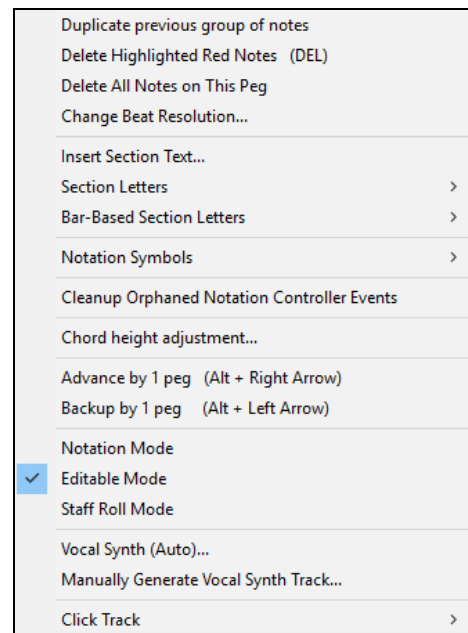 Duplicate previous group of notes
Delete Highlighted Red Notes (DEL)
Delete All Notes on This Peg
Change Beat Resolution...
Insert Section Text...
Section Letters
Bar-Based Section Letters
Notation Symbols
Cleanup Orphaned Notation Controller Events
Chord height adjustment...
Advance by 1 peg (Alt + Right Arrow)
Backup by 1 peg (Alt + Left Arrow)
Notation Mode
Editable Mode
Staff Roll Mode
Vocal Synth (Auto)...
Manually Generate Vocal Synth Track...
Click Track